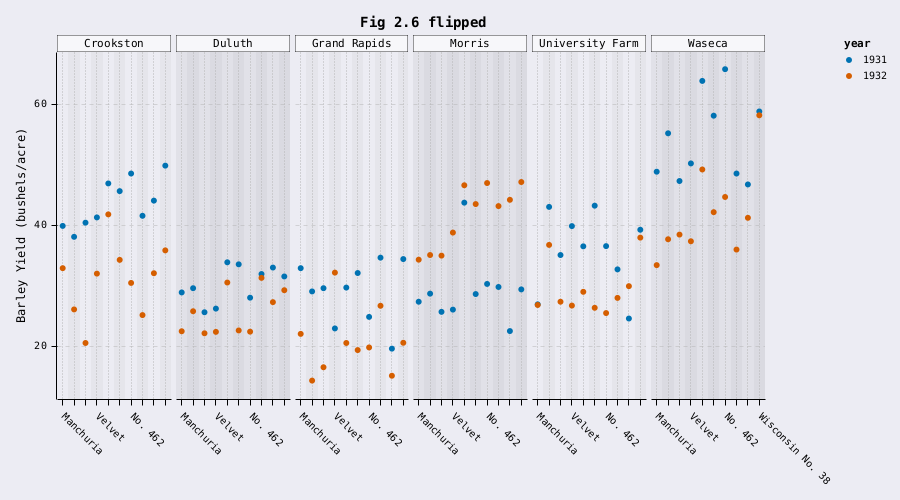 Fig 2.6 flipped
Crookston
Duluth
Grand Rapids
Morris
University Farm
Waseca
year
1931
1932
Barley Yield (bushels/acre)
60
40
20
Manchuria
Velvet
No. 462
Manchuria
Velvet
No. 462
Manchuria
Velvet
No. 462
Manchuria
Velvet
No. 462
Manchuria
Velvet
No. 462
Manchuria
Velvet
No. 462
Wisconsin No. 38